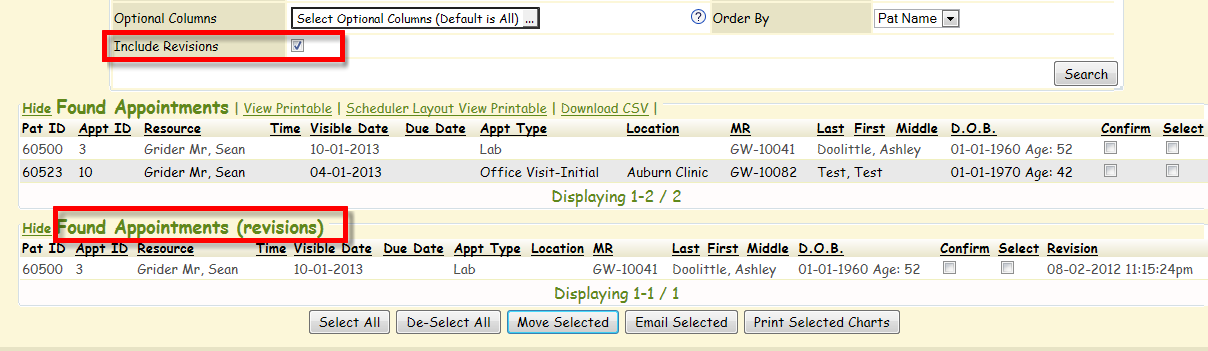 Optional Columns Select Optional Columns (Default is All) ... ? Order By Pat Name
Include Revisions
Search
Hide Found Appointments | View Printable | Scheduler Layout View Printable | Download CSV |
Pat ID Appt ID Resource Time Visible Date Due Date Appt Type Location MR Last First Middle D.O.B. Confirm Select
60500 3 Grider Mr, Sean 10-01-2013 Lab GW-10041 Doolittle, Ashley 01-01-1960 Age: 52
60523 10 Grider Mr, Sean 04-01-2013 Office Visit-Initial Auburn Clinic GW-10082 Test, Test 01-01-1970 Age: 42
Displaying 1-2 / 2
Hide Found Appointments (revisions)
Pat ID Appt ID Resource Time Visible Date Due Date Appt Type Location MR Last First Middle D.O.B. Confirm Select Revision
60500 3 Grider Mr, Sean 10-01-2013 Lab GW-10041 Doolittle, Ashley 01-01-1960 Age: 52 08-02-2012 11:15:24pm
Displaying 1-1 / 1
Select All De-Select All Move Selected Email Selected Print Selected Charts